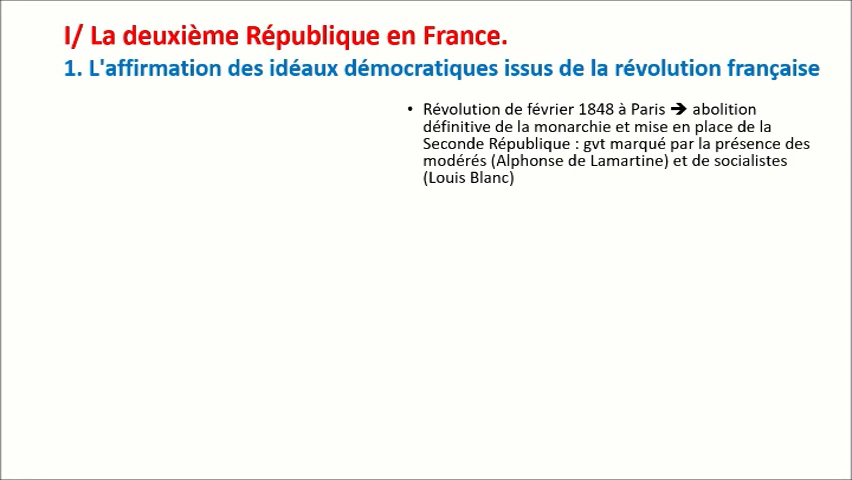 I/ La deuxième République en France.
1. L'affirmation des idéaux démocratiques issus de la révolution française
• Révolution de février 1848 à Paris ➔ abolition
définitive de la monarchie et mise en place de la
Seconde République : gvt marqué par la présence des
modérés (Alphonse de Lamartine) et de socialistes
(Louis Blanc)